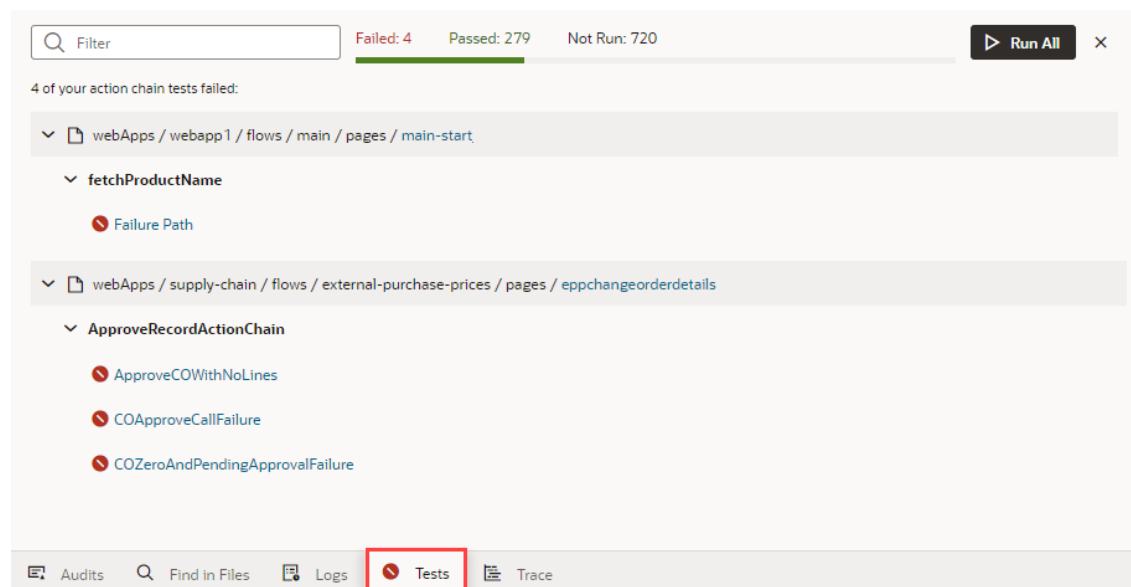 Filter Failed: 4 Passed: 279 Not Run: 720 Run All
4 of your action chain tests failed:
webApps / webapp1 / flows / main / pages / main-start
fetchProductName
Failure Path
webApps / supply-chain / flows / external-purchase-prices / pages / eppchangeorderdetails
ApproveRecordActionChain
ApproveCOWithNoLines
COApproveCallFailure
COZeroAndPendingApprovalFailure
Audits Find in Files Logs Tests Trace